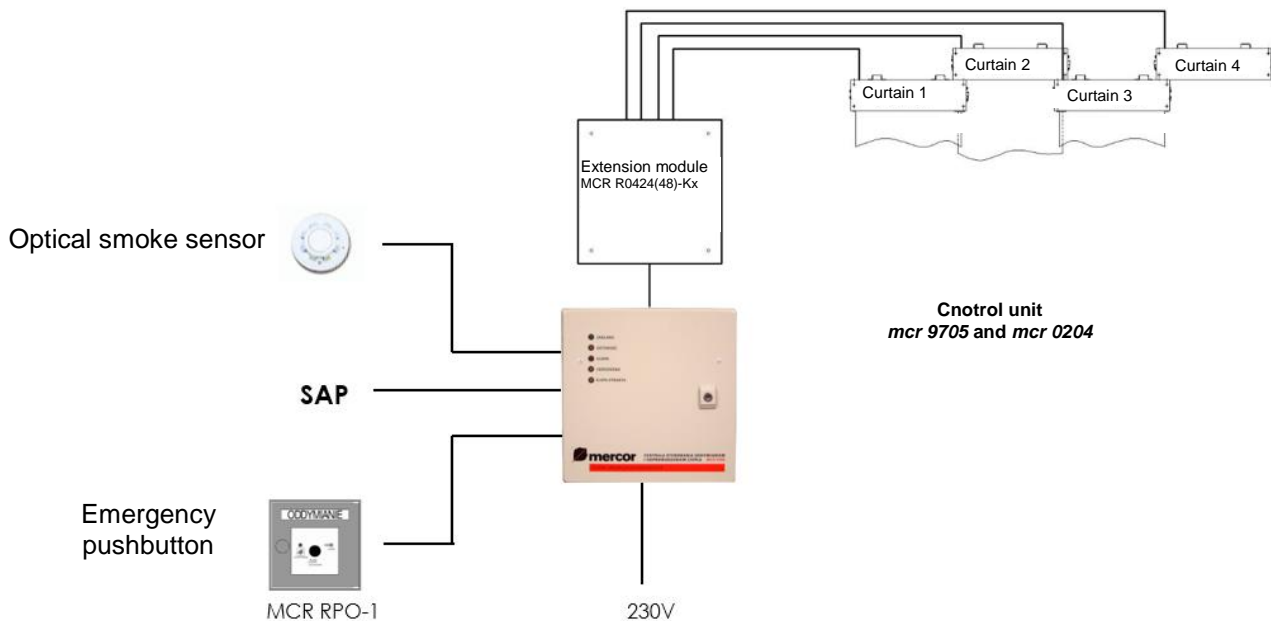 Curtain 2
Curtain 4
Curtain 1
Curtain 3
Extension module
MCR R0424(48)-Kx
Optical smoke sensor
Cnotrol unit
mcr 9705 and mcr 0204
SAP
mercor
Emergency
pushbutton
ODDYMIANIE
MCR RPO-1
230V